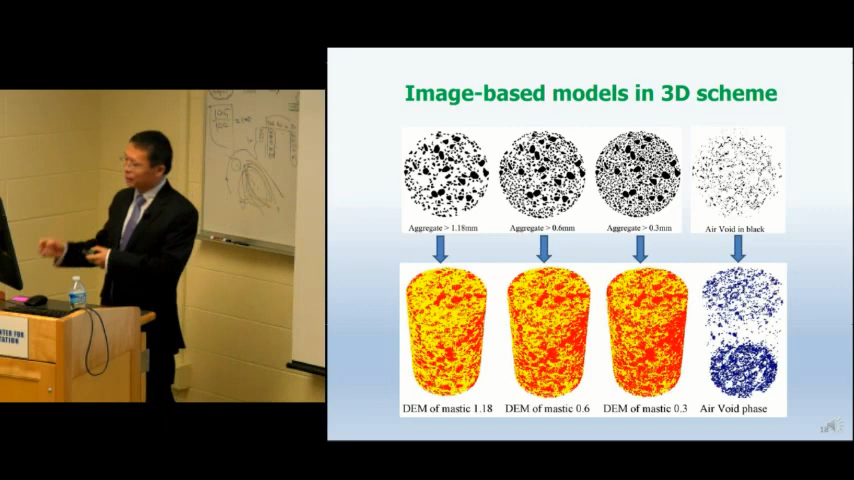 Image-based models in 3D scheme
Aggregate > 1.18mm
Aggregate > 0.6mm
Aggregate > 0.3mm
Air Void in black
DEM of mastic 1.18
DEM of mastic 0.6
DEM of mastic 0.3
Air Void phase